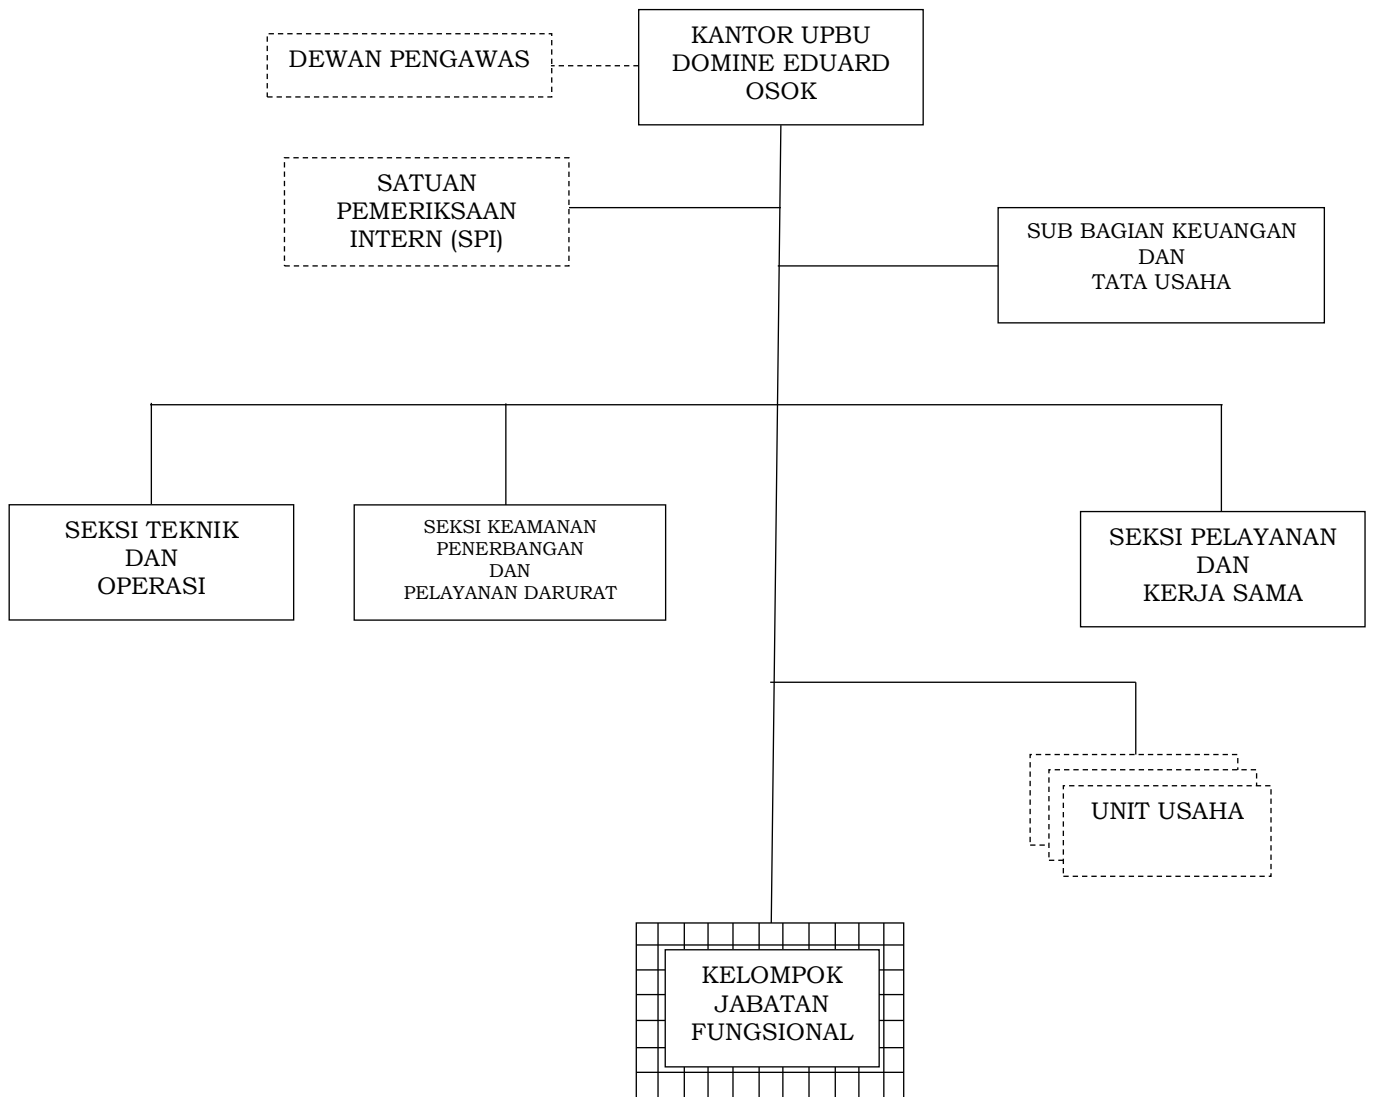 KANTOR UPBU
DOMINE EDUARD
OSOK
DEWAN PENGAWAS
SATUAN
PEMERIKSAAN
INTERN (SPI)
SUB BAGIAN KEUANGAN
DAN
TATA USAHA
SEKSI TEKNIK
DAN
OPERASI
SEKSI KEAMANAN
PENERBANGAN
DAN
PELAYANAN DARURAT
SEKSI PELAYANAN
DAN
KERJA SAMA
UNIT USAHA
KELOMPOK
JABATAN
FUNGSIONAL